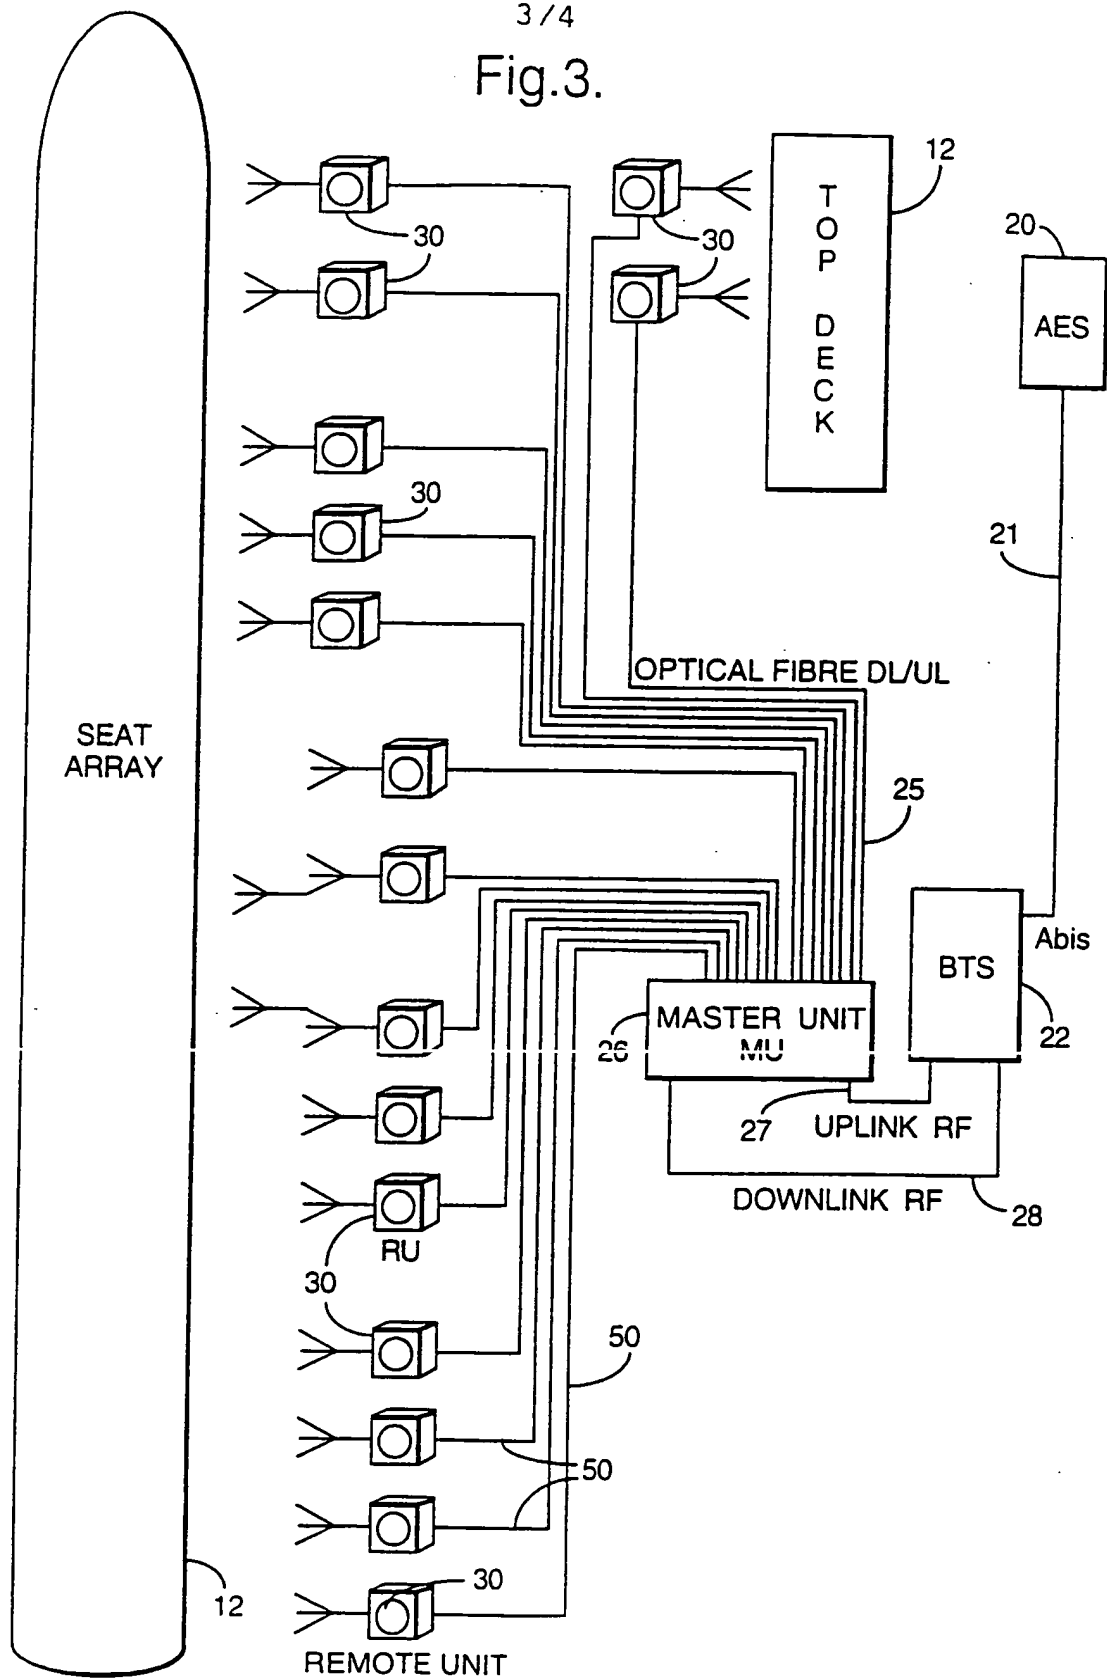 3/4
Fig.3.
12
TOP DECK
20
30
30
AES
30
21
OPTICAL FIBRE DL/UL
SEAT
ARRAY
25
Abis
BTS
MASTER UNIT
MU
26
22
27
UPLINK RF
DOWNLINK RF
28
RU
30
50
50
30
12
REMOTE UNIT